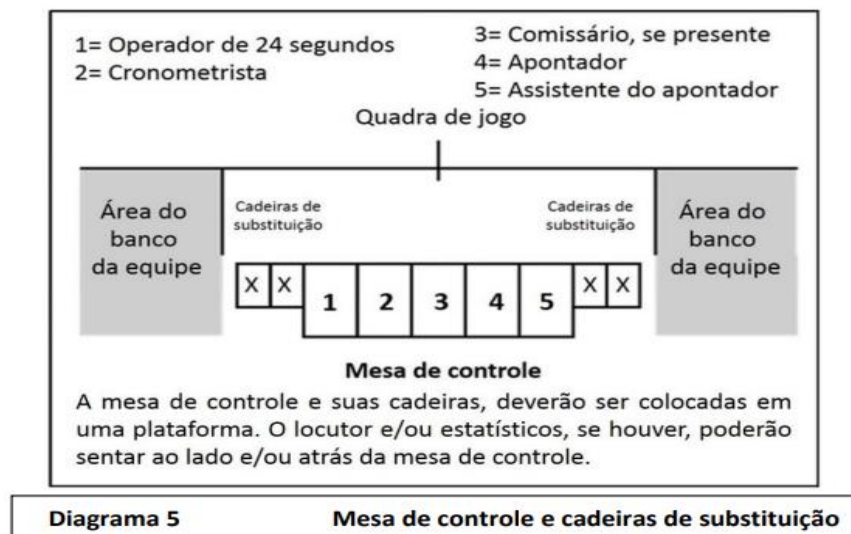 1= Operador de 24 segundos
2= Cronometrista
3= Comissário, se presente
4= Apontador
5= Assistente do apontador
Quadra de jogo
Área do
banco
da equipe
Cadeiras de
substituição
Cadeiras de
substituição
Área do
banco
da equipe
X X 1 2 3 4 5 X X
Mesa de controle
A mesa de controle e suas cadeiras, deverão ser colocadas em
uma plataforma. O locutor e/ou estatísticos, se houver, poderão
sentar ao lado e/ou atrás da mesa de controle.
Diagrama 5 Mesa de controle e cadeiras de substituição